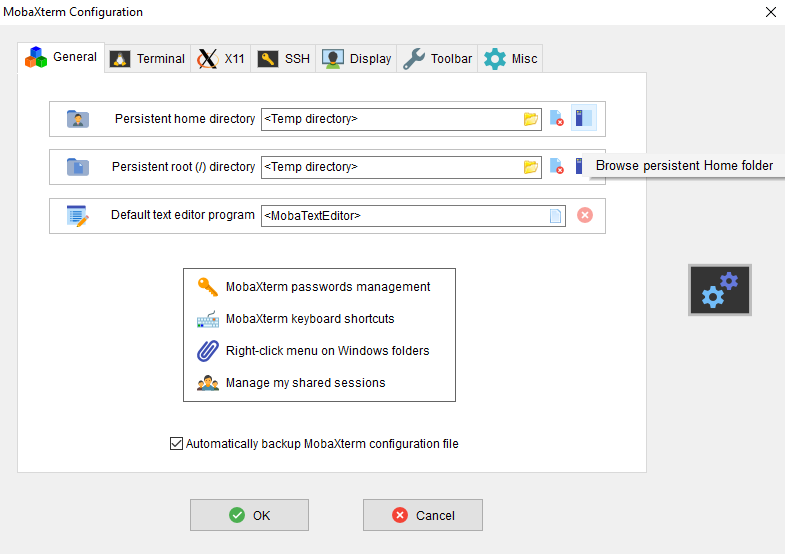 MobaXterm Configuration
General
Terminal
X11
SSH
Display
Toolbar
Misc
Persistent home directory
<Temp directory>
Persistent root (/) directory
<Temp directory>
Browse persistent Home folder
Default text editor program
<MobaTextEditor>
MobaXterm passwords management
MobaXterm keyboard shortcuts
Right-click menu on Windows folders
Manage my shared sessions
Automatically backup MobaXterm configuration file
OK
Cancel